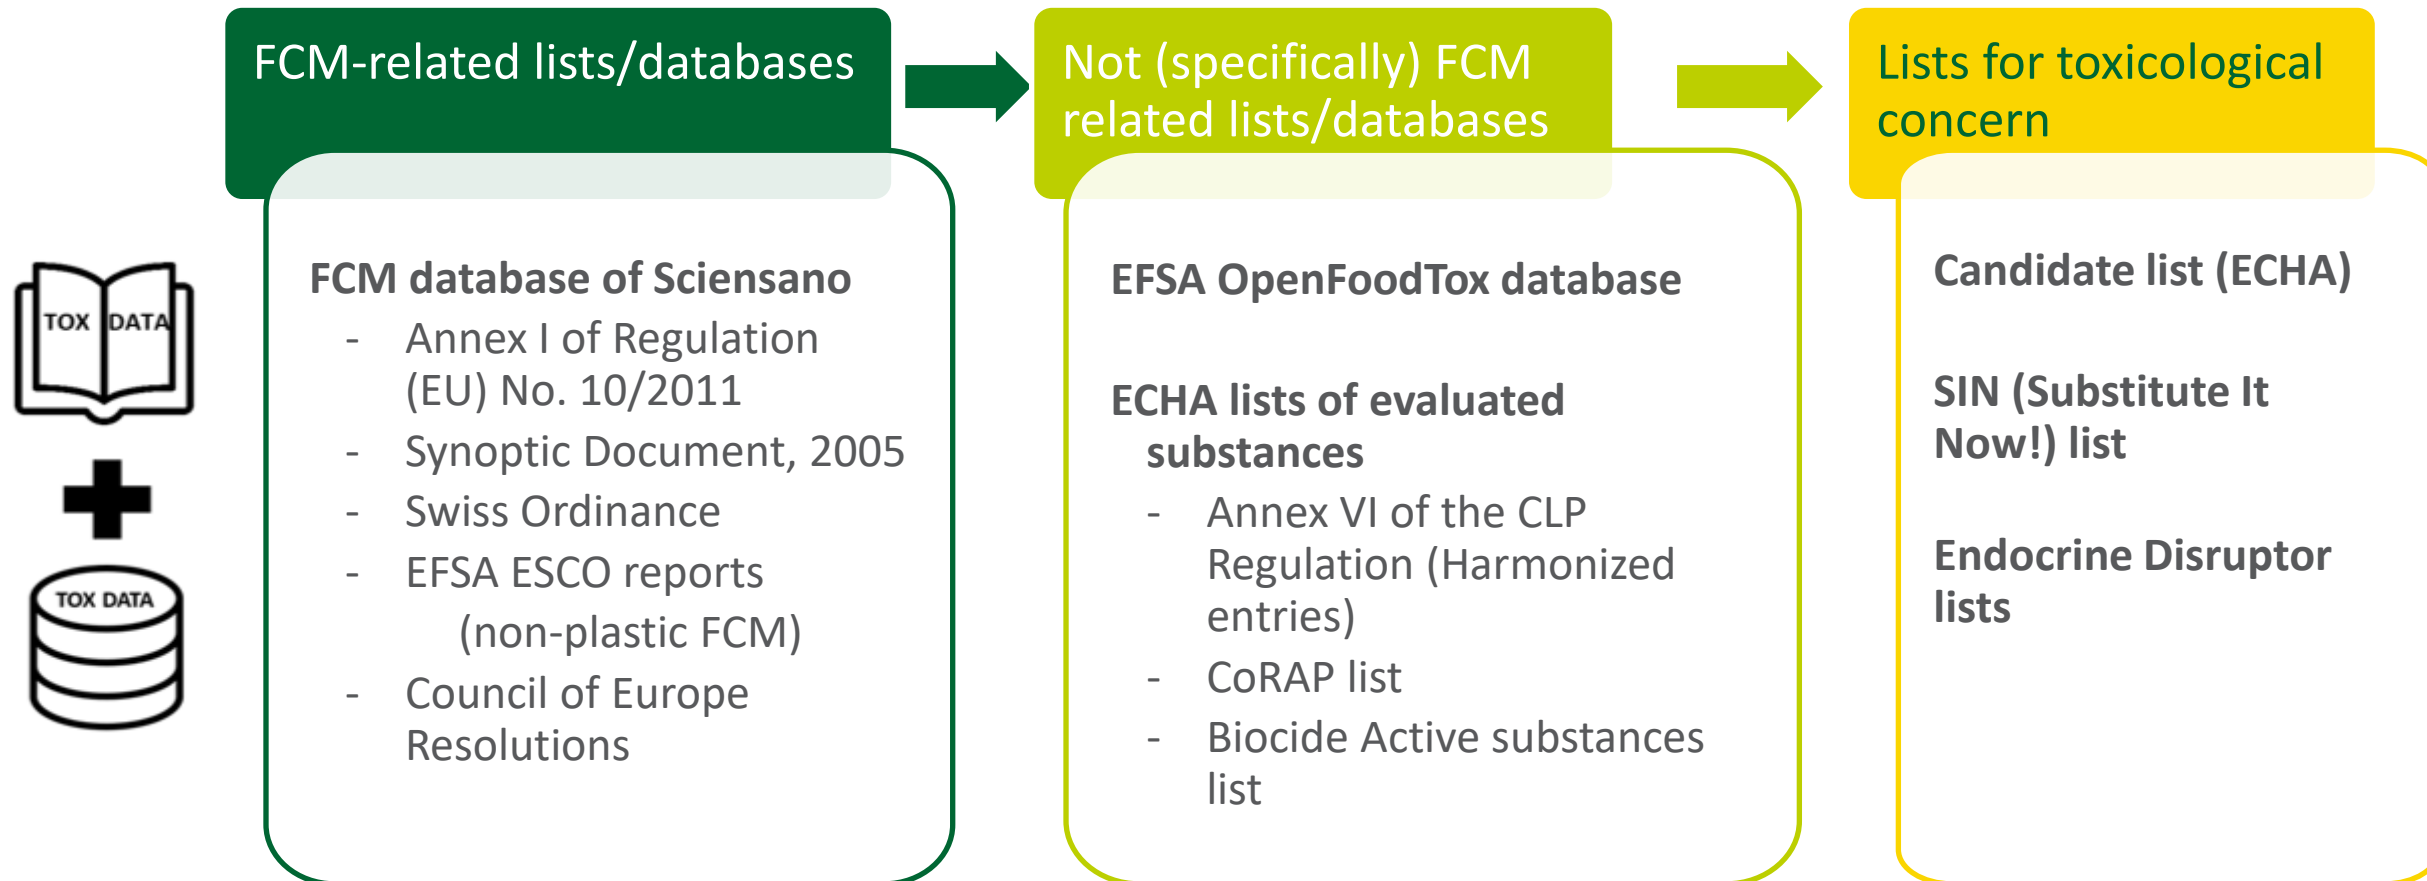 FCM-related lists/databases
Not (specifically) FCM
related lists/databases
Lists for toxicological
concern
TOX DATA
TOX DATA
FCM database of Sciensano
- Annex I of Regulation
(EU) No. 10/2011
- Synoptic Document, 2005
- Swiss Ordinance
- EFSA ESCO reports
(non-plastic FCM)
- Council of Europe
Resolutions
EFSA OpenFoodTox database
ECHA lists of evaluated
substances
- Annex VI of the CLP
Regulation (Harmonized
entries)
- CoRAP list
- Biocide Active substances
list
Candidate list (ECHA)
SIN (Substitute It
Now!) list
Endocrine Disruptor
lists